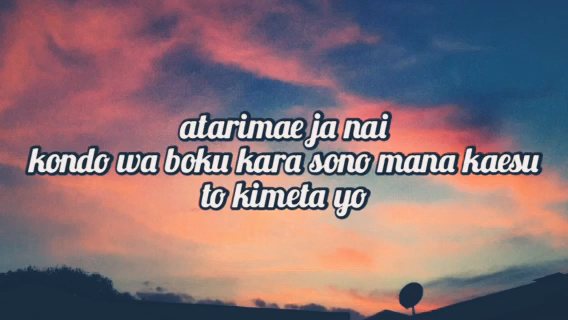 atarimae ja nai
kondo wa boku kara sono mana kaesu
to kimeta yo